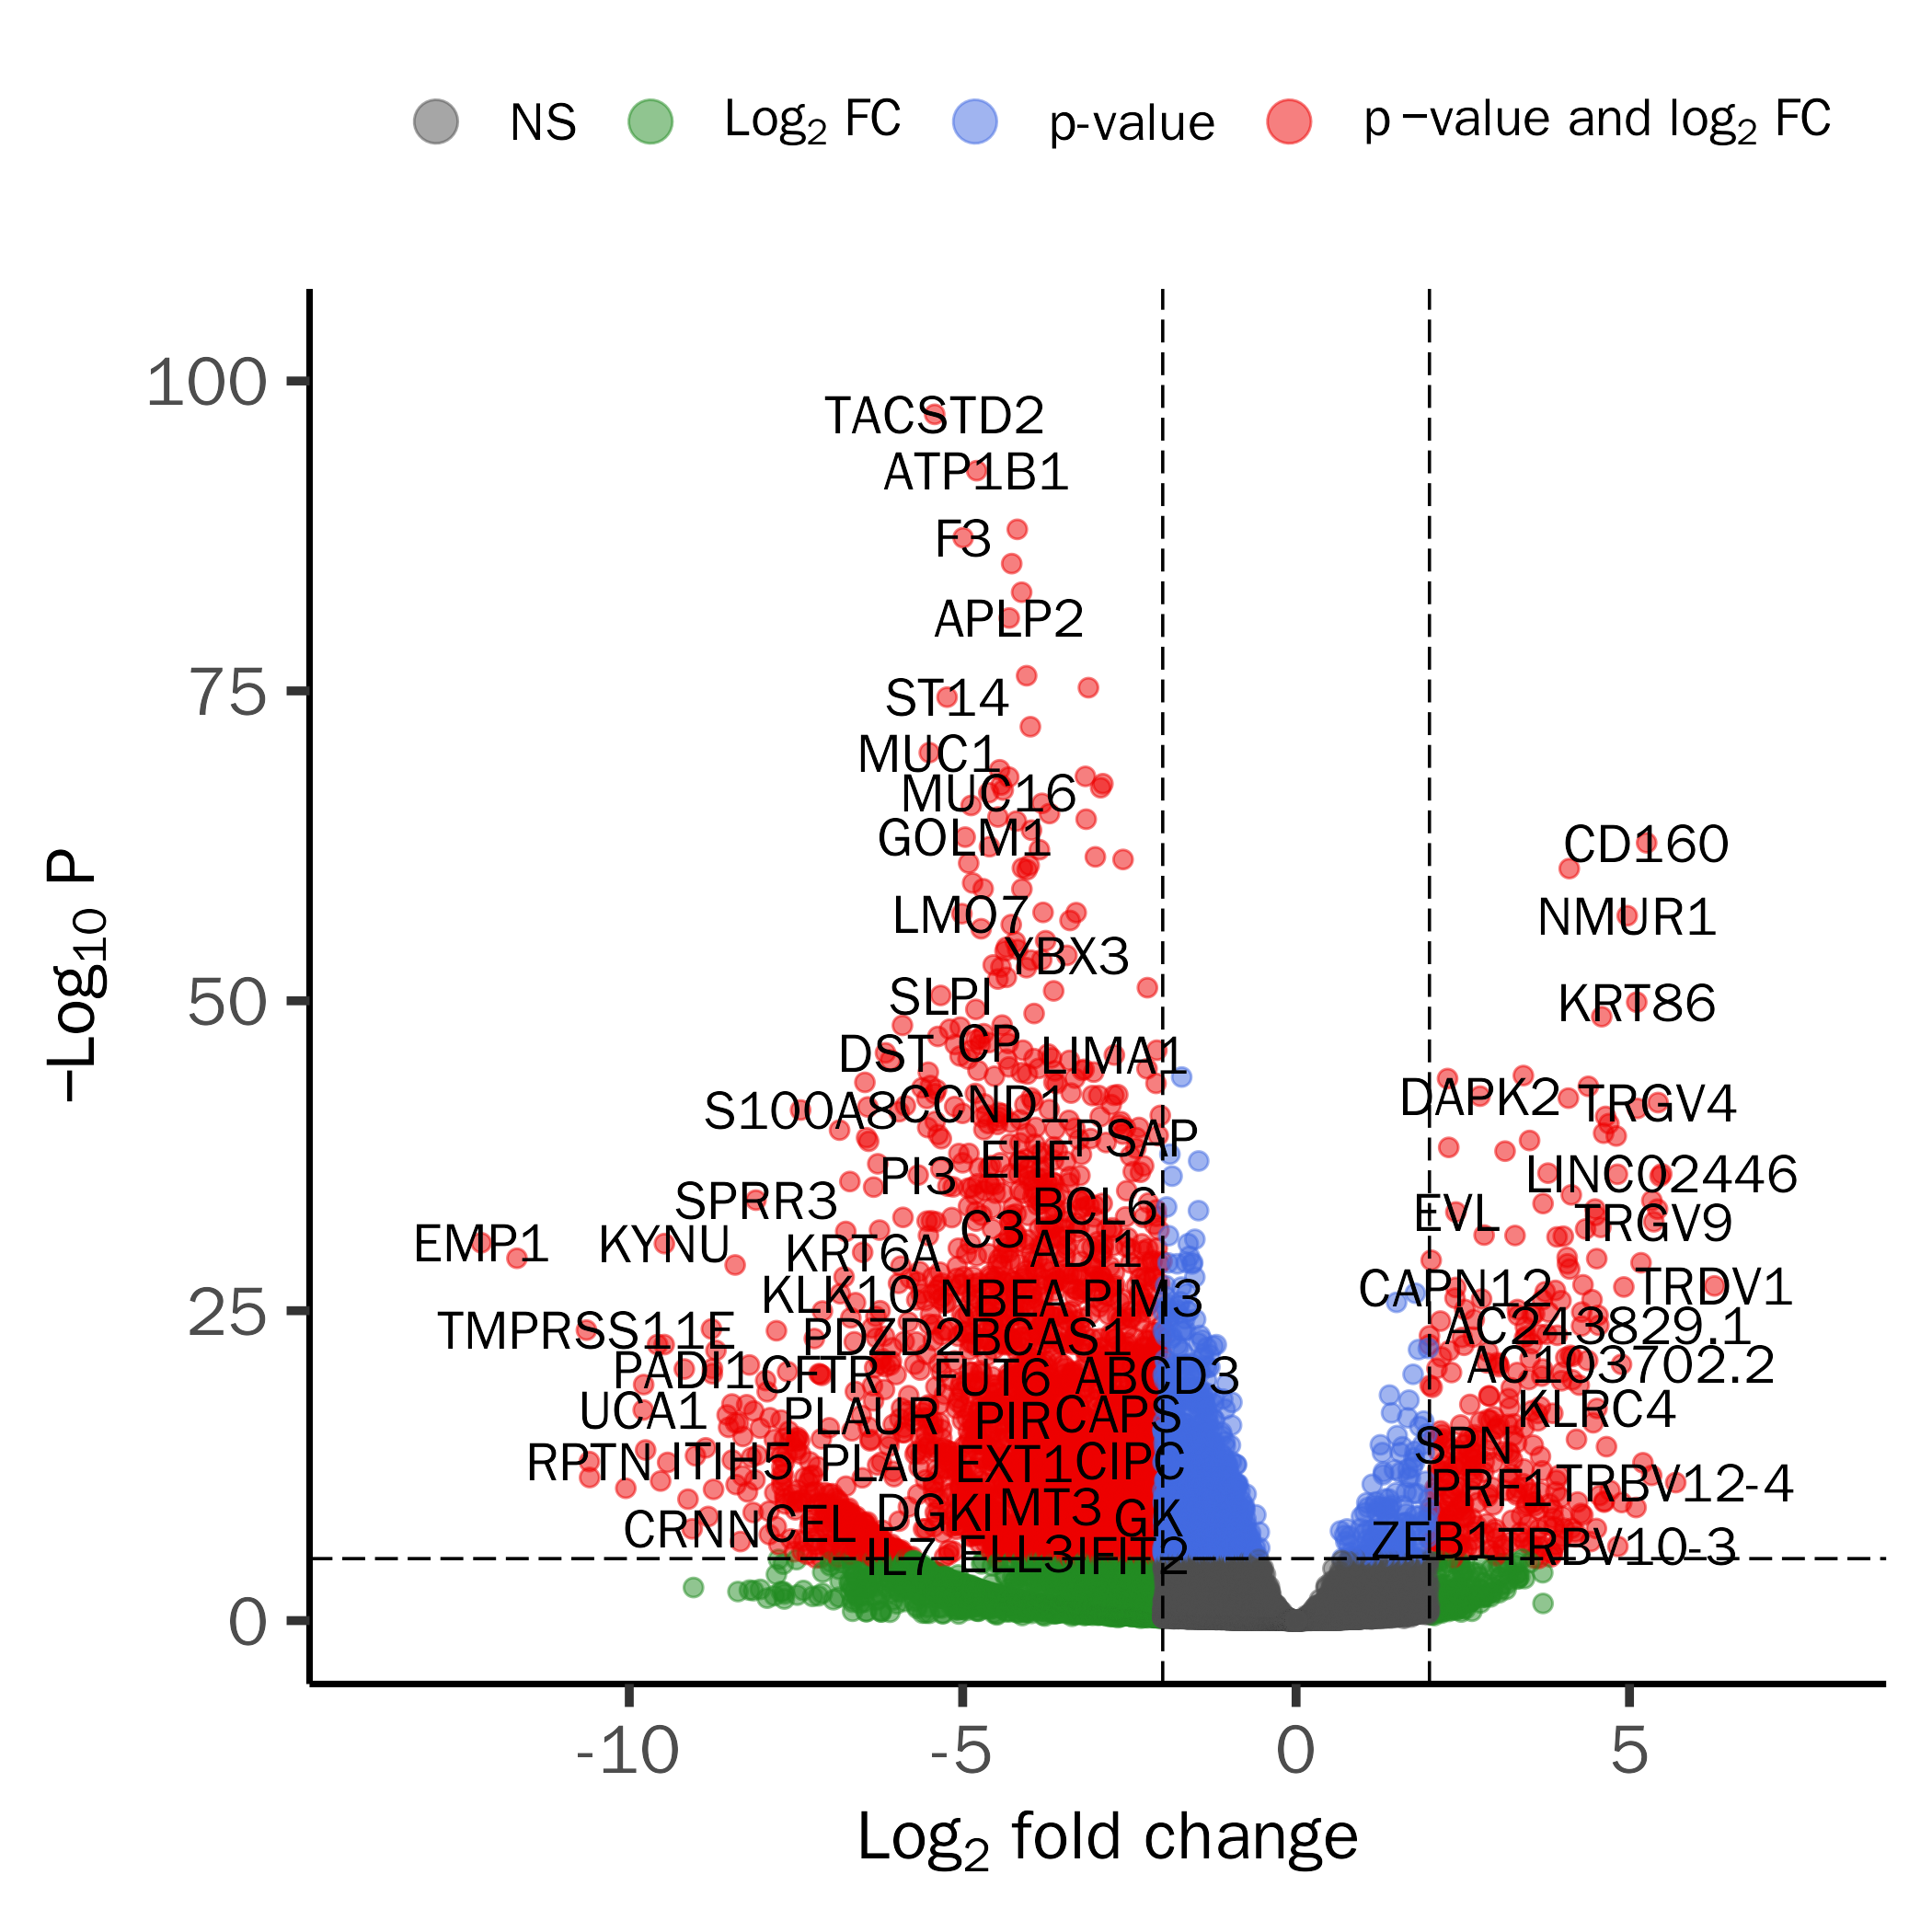 NS Log2 FC p-value p −value and log2 FC
100
TACSTD2
ATP1B1
F3
APLP2
75
ST14
MUC1
MUC16
GOLM1
CD160
LMO7
NMUR1
YBX3
SLPI
50
KRT86
DST
CP
LIMA1
S100A8
CCND1
DAPK2
TRGV4
PSAP
EHF
PI3
LINC02446
SPRR3
BCL6
EVL
C3
TRGV9
EMP1
KYNU
KRT6A
ADI1
CAPN12
TRDV1
KLK10
NBEA
PIM3
25
TMPRSS11E
PDZD2
BCAS1
AC243829.1
PADI1
CFTR
FUT6
ABCD3
AC103702.2
UCA1
PLAUR
PIR
CAPS
KLRC4
SPN
RPTN
ITIH5
PLAU
EXT1
CIPC
PRF1
TRBV12-4
DGKI
MT3
GK
CRNN
CEL
ZEB1
TRBV10-3
IL7
ELL3
IFIT2
0
−Log10 P
-10 -5 0 5
Log2 fold change